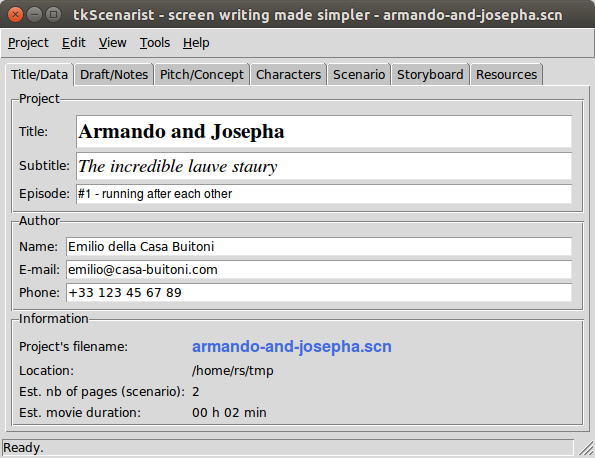 tkScenarist - screen writing made simpler - armando-and-josepha.scn
Project Edit View Tools Help
Title/Data Draft/Notes Pitch/Concept Characters Scenario Storyboard Resources
Project
Title: Armando and Josepha
Subtitle: The incredible lauve staury
Episode: #1 - running after each other
Author
Name: Emilio della Casa Buitoni
E-mail: emilio@casa-buitoni.com
Phone: +33 123 45 67 89
Information
Project's filename: armando-and-josepha.scn
Location: /home/rs/tmp
Est. nb of pages (scenario): 2
Est. movie duration: 00 h 02 min
Ready.